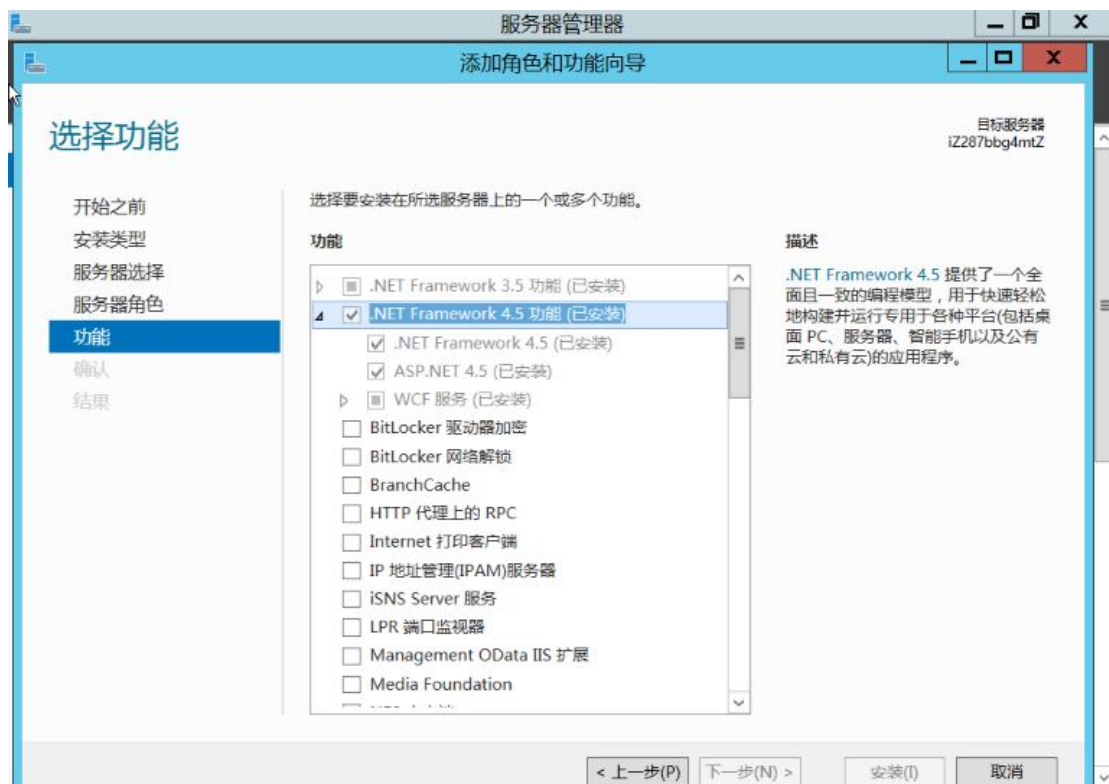 服务器管理器
添加角色和功能向导
选择功能
目标服务器
iZ287bbg4mtZ
开始之前
安装类型
服务器选择
服务器角色
功能
确认
结果
选择要安装在所选服务器上的一个或多个功能。
功能
.NET Framework 3.5 功能 (已安装)
.NET Framework 4.5 功能 (已安装)
.NET Framework 4.5 (已安装)
ASP.NET 4.5 (已安装)
WCF 服务 (已安装)
BitLocker 驱动器加密
BitLocker 网络解锁
BranchCache
HTTP 代理上的 RPC
Internet 打印客户端
IP 地址管理(IPAM)服务器
iSNS Server 服务
LPR 端口监视器
Management OData IIS 扩展
Media Foundation
描述
.NET Framework 4.5 提供了一个全
面且一致的编程模型，用于快速轻松
地构建并运行专用于各种平台(包括桌
面 PC、服务器、智能手机以及公有
云和私有云)的应用程序。
< 上一步(P)
下一步(N) >
安装(I)
取消